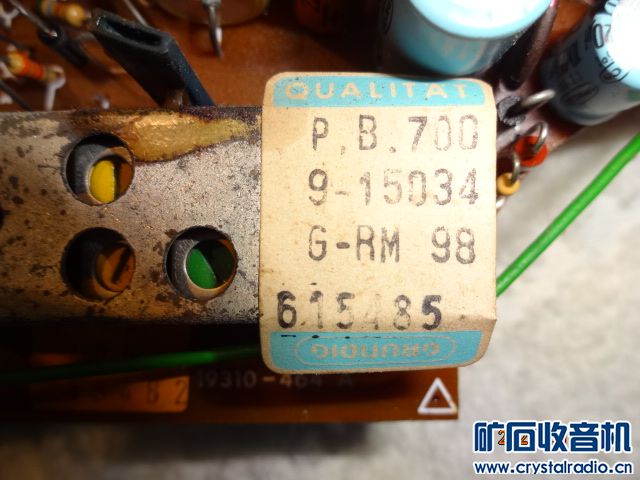 QUALITAT
P.B.700
9-15034
G-RM 98
615485
GRUNDIG
19310-464 A
矿石收音机
www.crystalradio.cn